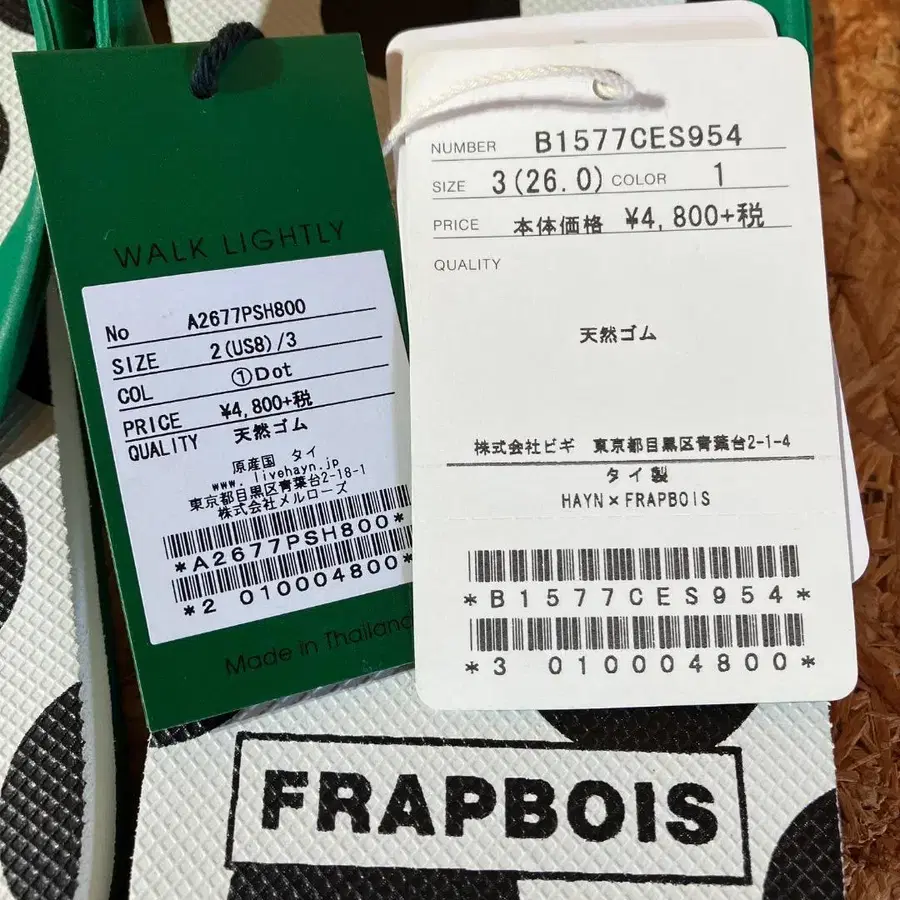 WALK LIGHTLY
No A2677PSH800
SIZE 2(US8)/3
COL ①Dot
PRICE ¥4,800+税
QUALITY 天然ゴム
原産国 タイ
www.livehayn.jp
東京都目黒区青葉台2-18-1
株式会社メルローズ
*A2677PSH800*
*2 010004800*
Made in Thailand
NUMBER B1577CES954
SIZE 3(26.0) COLOR 1
PRICE 本体価格 ¥4,800+税
QUALITY
天然ゴム
株式会社ビギ 東京都目黒区青葉台2-1-4
タイ製
HAYN×FRAPBOIS
*B1577CES954*
*3 010004800*
FRAPBOIS